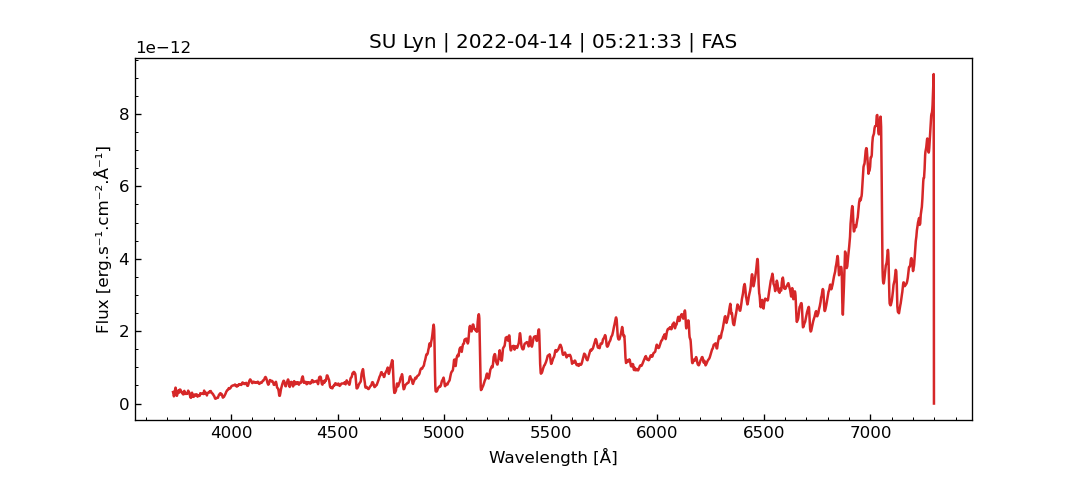 SU Lyn | 2022-04-14 | 05:21:33 | FAS
1e−12
8
6
4
2
0
Flux [erg.s⁻¹.cm⁻².Å⁻¹]
4000 4500 5000 5500 6000 6500 7000
Wavelength [Å]